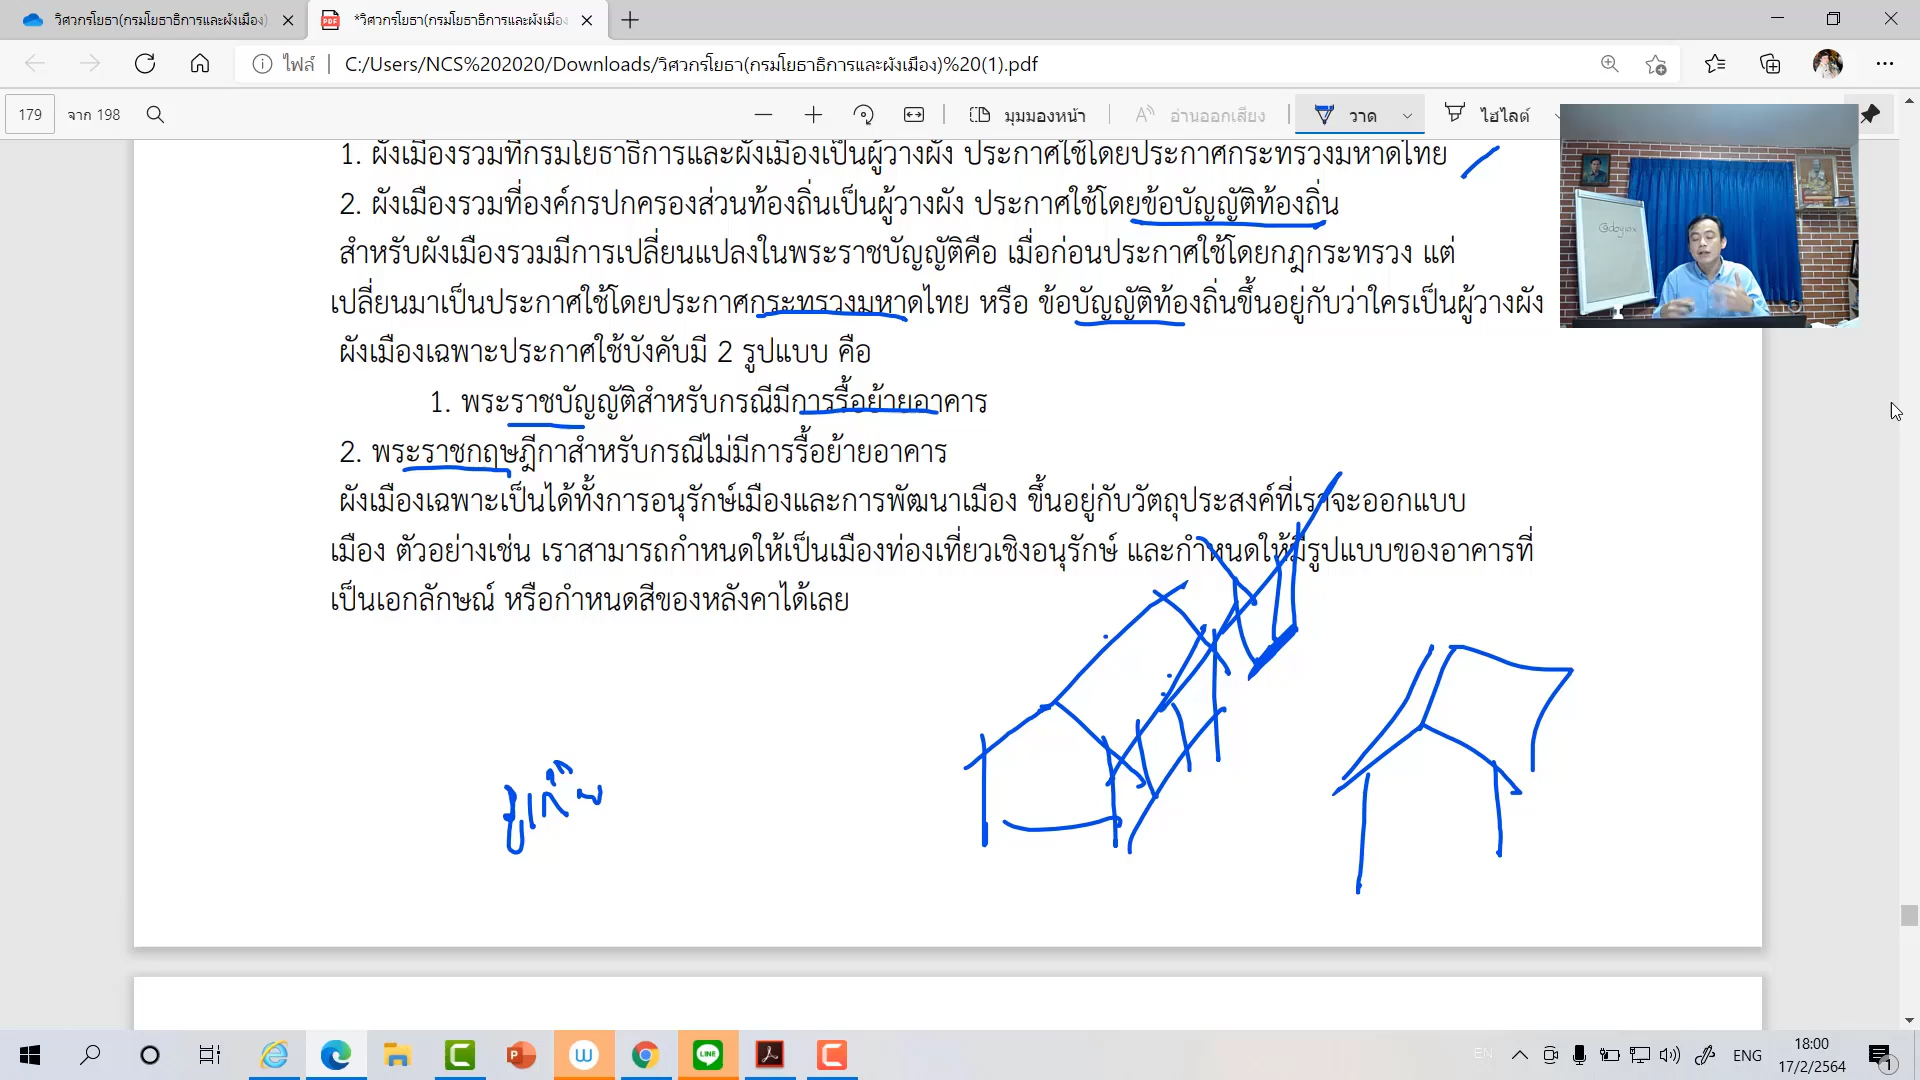 วิศวกรโยธา(กรมโยธาธิการและผังเมือง)
*วิศวกรโยธา(กรมโยธาธิการและผังเมือง
ไฟล์ | C:/Users/NCS%202020/Downloads/วิศวกรโยธา(กรมโยธาธิการและผังเมือง)%20(1).pdf
179 จาก 198 มุมมองหน้า อ่านออกเสียง วาด ไฮไลต์
1. ผังเมืองรวมที่กรมโยธาธิการและผังเมืองเป็นผู้วางผัง ประกาศใช้โดยประกาศกระทรวงมหาดไทย
2. ผังเมืองรวมที่องค์กรปกครองส่วนท้องถิ่นเป็นผู้วางผัง ประกาศใช้โดยข้อบัญญัติท้องถิ่น
สำหรับผังเมืองรวมมีการเปลี่ยนแปลงในพระราชบัญญัติคือ เมื่อก่อนประกาศใช้โดยกฎกระทรวง แต่
เปลี่ยนมาเป็นประกาศใช้โดยประกาศกระทรวงมหาดไทย หรือ ข้อบัญญัติท้องถิ่นขึ้นอยู่กับว่าใครเป็นผู้วางผัง
ผังเมืองเฉพาะประกาศใช้บังคับมี 2 รูปแบบ คือ
1. พระราชบัญญัติสำหรับกรณีมีการรื้อย้ายอาคาร
2. พระราชกฤษฎีกาสำหรับกรณีไม่มีการรื้อย้ายอาคาร
ผังเมืองเฉพาะเป็นได้ทั้งการอนุรักษ์เมืองและการพัฒนาเมือง ขึ้นอยู่กับวัตถุประสงค์ที่เราจะออกแบบ
เมือง ตัวอย่างเช่น เราสามารถกำหนดให้เป็นเมืองท่องเที่ยวเชิงอนุรักษ์ และกำหนดให้มีรูปแบบของอาคารที่
เป็นเอกลักษณ์ หรือกำหนดสีของหลังคาได้เลย
EN ENG 18:00
17/2/2564
1